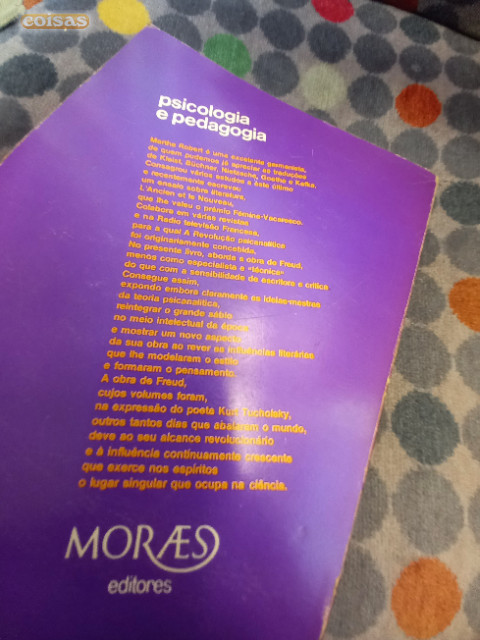 coisas
psicologia
e pedagogia
Marthe Robert é uma excelente germanista,
de quem pudemos já apreciar as traduções
de Kleist, Büchner, Nietzsche, Goethe e Kafka.
Consagrou vários estudos a este último
e recentemente escreveu
um ensaio sobre literatura,
L'Ancien et le Nouveau,
que lhe valeu o prémio Fémina-Vacaresco.
Colabora em várias revistas
e na Radio televisão Francesa,
para a qual A Revolução psicanalítica
foi originariamente concebida.
No presente livro, aborda a obra de Freud,
menos como especialista e «técnica»
do que com a sensibilidade de escritora e crítica
Consegue assim,
expondo embora claramente as ideias-mestras
da teoria psicanalítica,
reintegrar o grande sábio
no meio intelectual da época
e mostrar um novo aspecto
da sua obra ao rever as influências literárias
que lhe modelaram o estilo
e formaram o pensamento.
A obra de Freud,
cujos volumes foram,
na expressão do poeta Kurt Tucholsky,
outros tantos dias que abalaram o mundo,
deve ao seu alcance revolucionário
e à influência continuamente crescente
que exerce nos espíritos
o lugar singular que ocupa na ciência.
MORÆS
editores